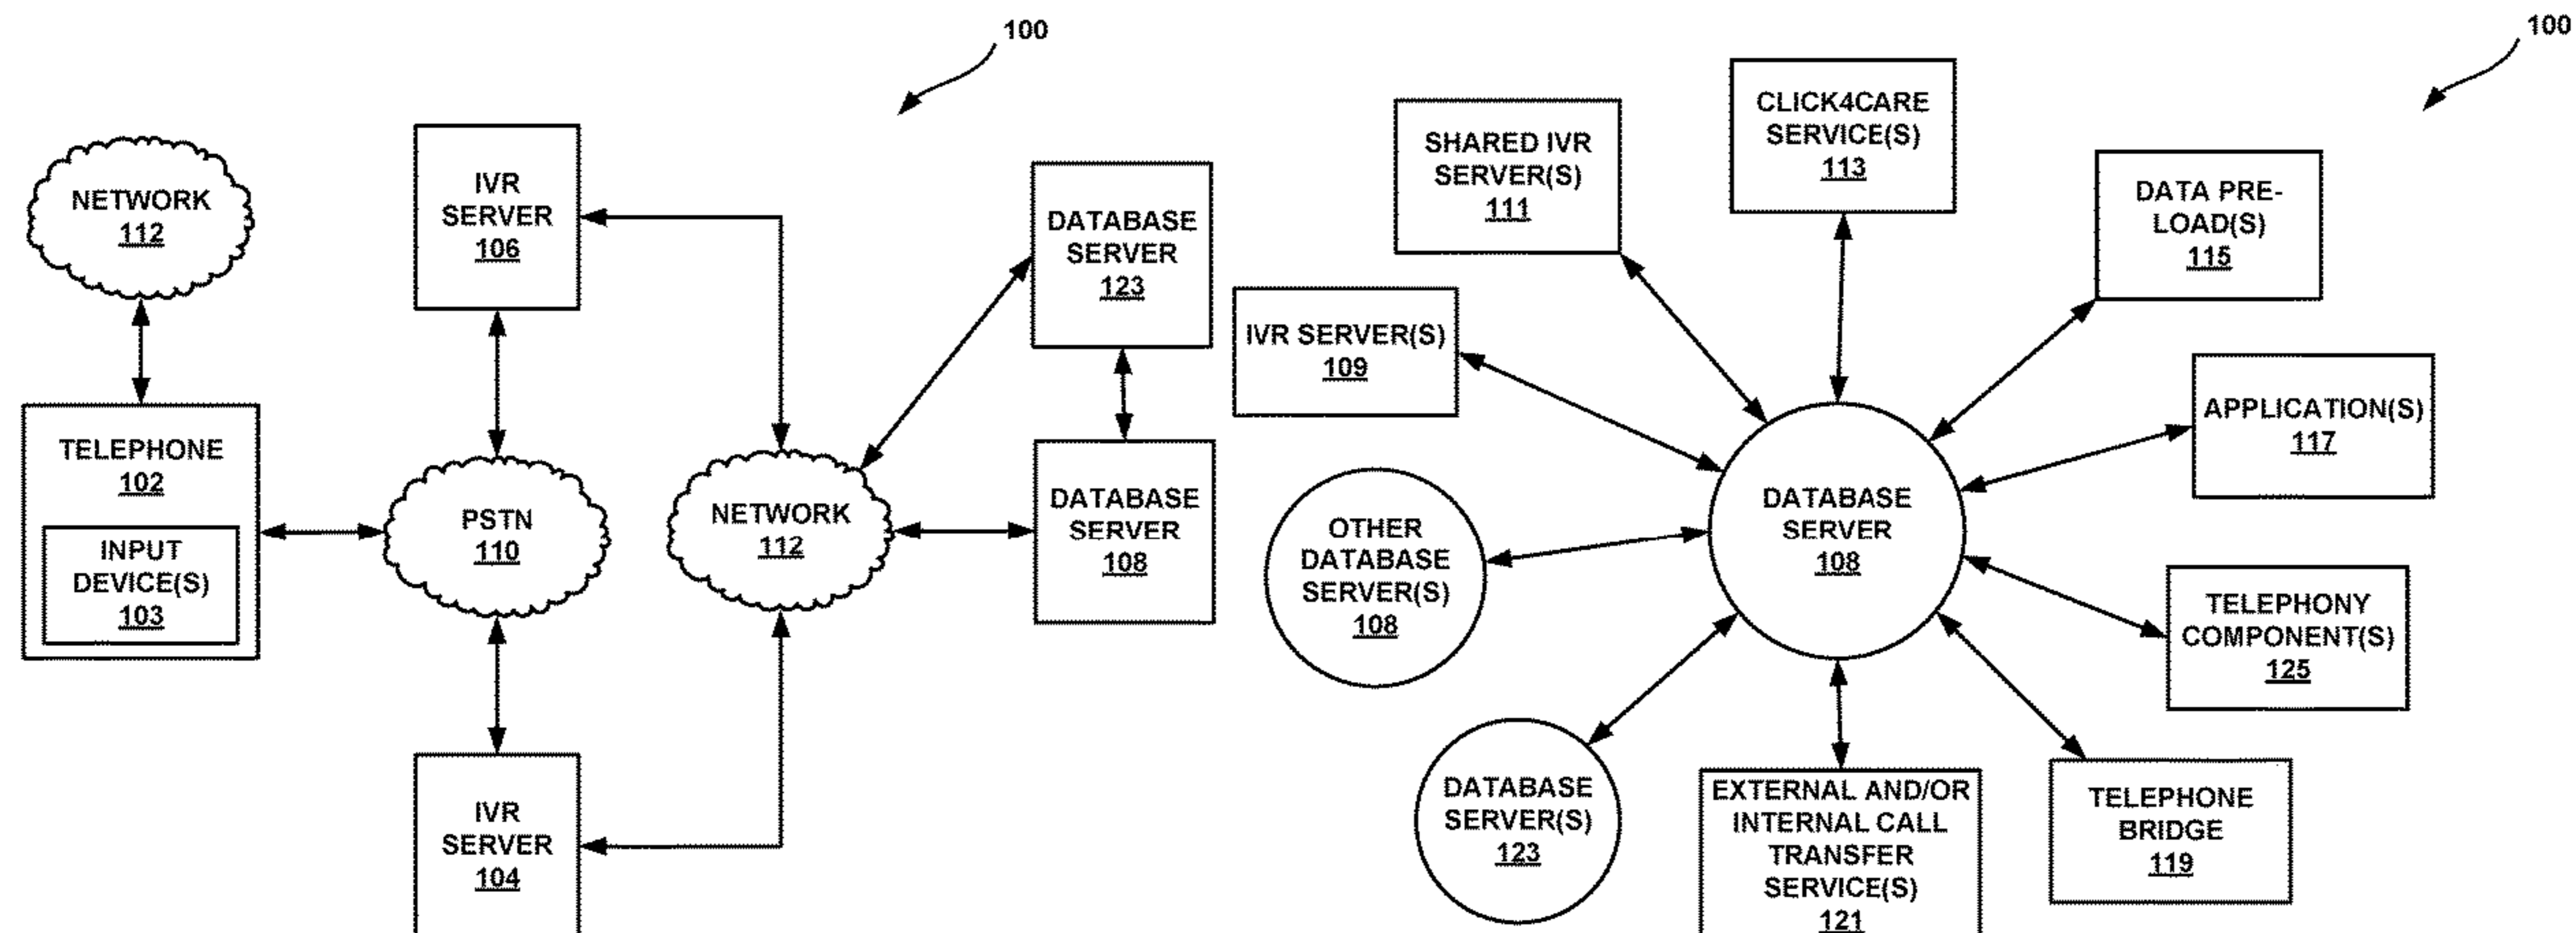 100
NETWORK
112
TELEPHONE
102
INPUT
DEVICE(S)
103
IVR
SERVER
106
PSTN
110
IVR
SERVER
104
NETWORK
112
DATABASE
SERVER
123
DATABASE
SERVER
108
100
SHARED IVR
SERVER(S)
111
CLICK4CARE
SERVICE(S)
113
DATA PRE-
LOAD(S)
115
IVR SERVER(S)
109
APPLICATION(S)
117
OTHER
DATABASE
SERVER(S)
108
DATABASE
SERVER
108
TELEPHONY
COMPONENT(S)
125
DATABASE
SERVER(S)
123
EXTERNAL AND/OR
INTERNAL CALL
TRANSFER
SERVICE(S)
121
TELEPHONE
BRIDGE
119